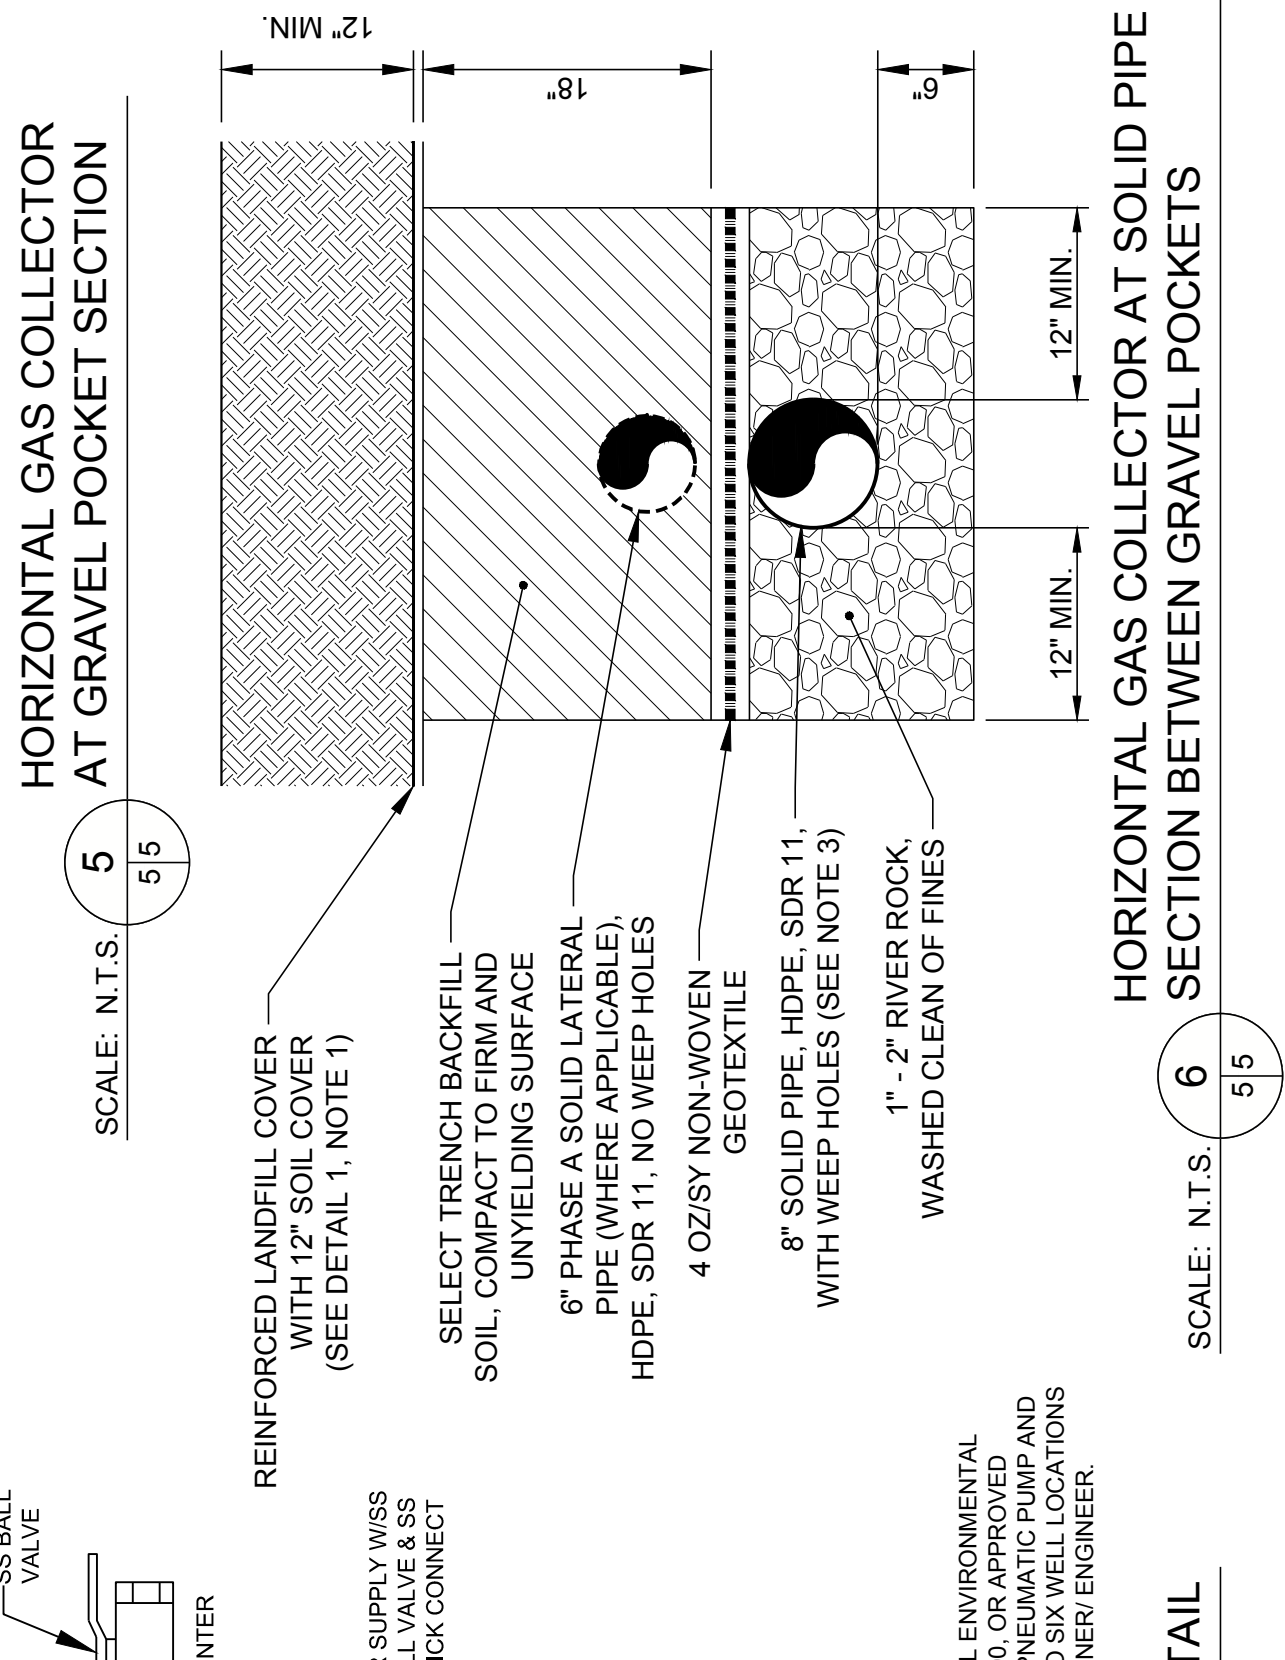 HORIZONTAL GAS COLLECTOR
AT GRAVEL POCKET SECTION
5
5 5
SCALE: N.T.S.
12" MIN.
18"
6"
12" MIN.
12" MIN.
REINFORCED LANDFILL COVER
WITH 12" SOIL COVER
(SEE DETAIL 1, NOTE 1)
SELECT TRENCH BACKFILL
SOIL, COMPACT TO FIRM AND
UNYIELDING SURFACE
6" PHASE A SOLID LATERAL
PIPE (WHERE APPLICABLE),
HDPE, SDR 11, NO WEEP HOLES
4 OZ/SY NON-WOVEN
GEOTEXTILE
8" SOLID PIPE, HDPE, SDR 11,
WITH WEEP HOLES (SEE NOTE 3)
1" - 2" RIVER ROCK,
WASHED CLEAN OF FINES
HORIZONTAL GAS COLLECTOR AT SOLID PIPE
SECTION BETWEEN GRAVEL POCKETS
6
5 5
SCALE: N.T.S.
SS BALL
VALVE
NTER
R SUPPLY W/SS
LL VALVE & SS
ICK CONNECT
L ENVIRONMENTAL
00, OR APPROVED
PNEUMATIC PUMP AND
O SIX WELL LOCATIONS
NER/ ENGINEER.
TAIL